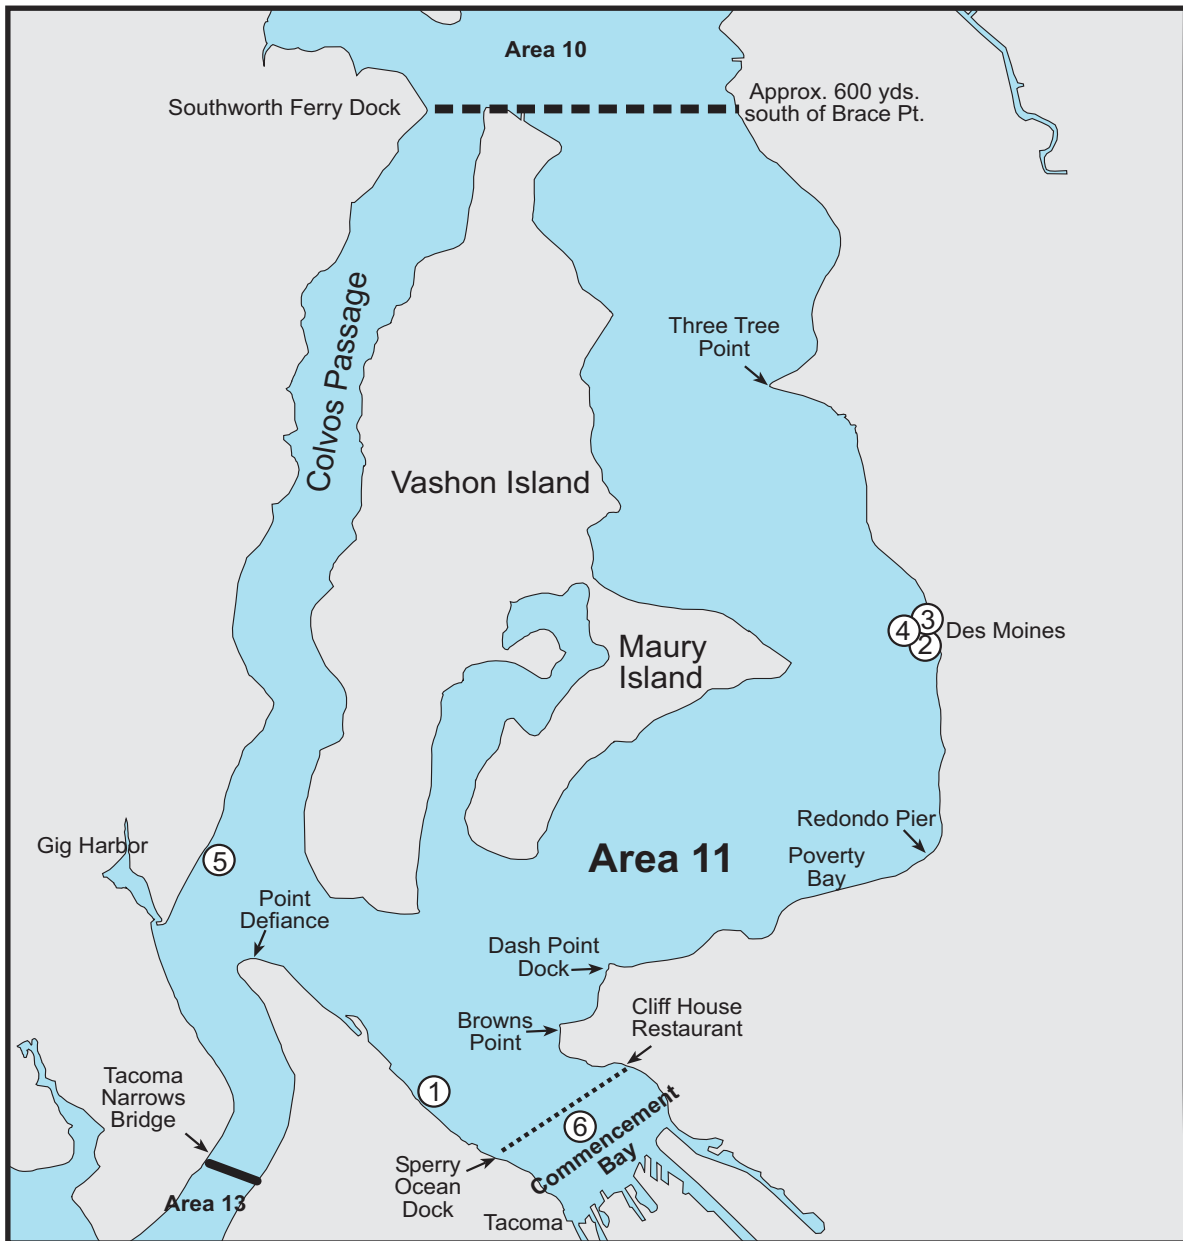 Area 10
Southworth Ferry Dock
Approx. 600 yds.
south of Brace Pt.
Colvos Passage
Three Tree
Point
Vashon Island
Maury
Island
3
4
2
Des Moines
Redondo Pier
Poverty
Bay
Area 11
Gig Harbor
5
Point
Defiance
Dash Point
Dock
Browns
Point
Cliff House
Restaurant
Tacoma
Narrows
Bridge
1
6
Commencement
Bay
Sperry
Ocean
Dock
Area 13
Tacoma